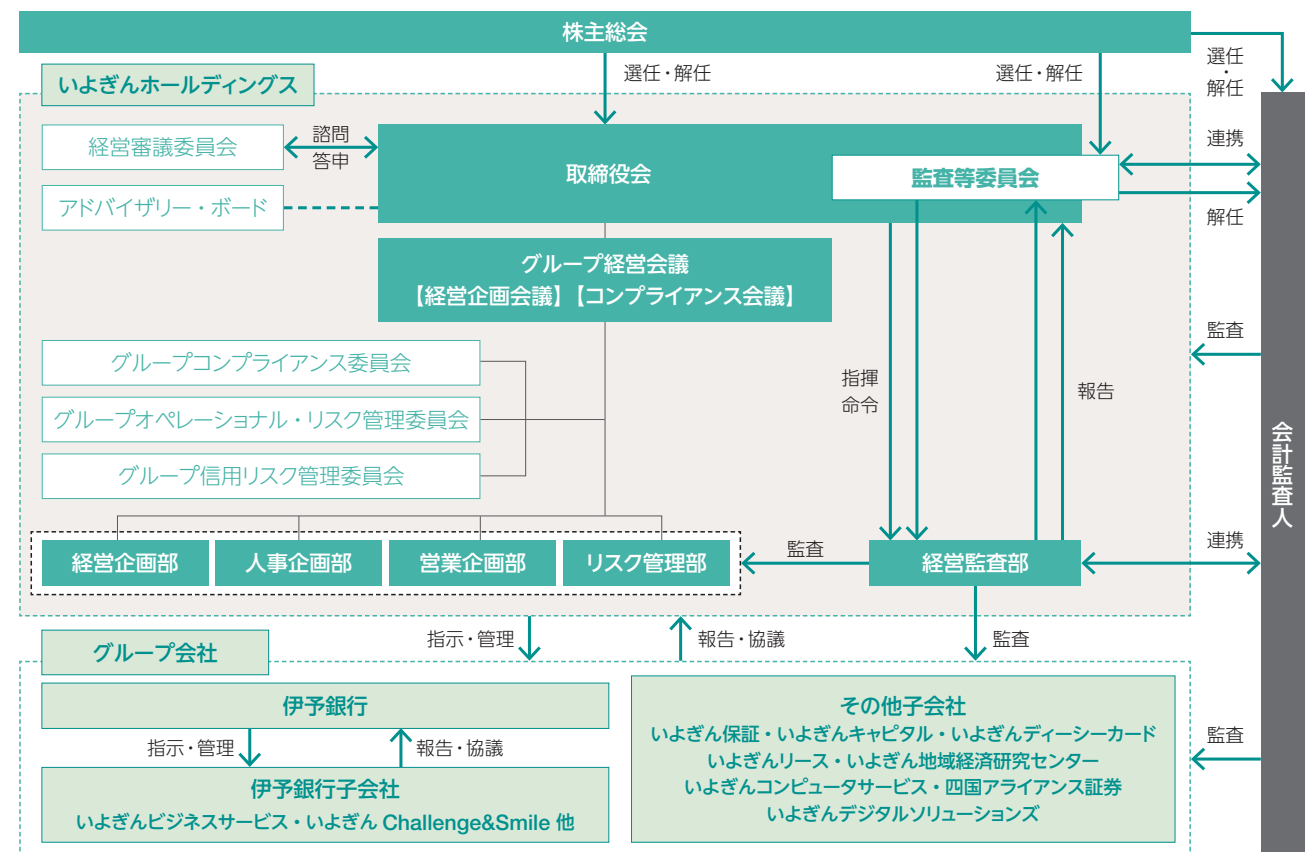 株主総会
選任・解任
選任・解任
選任・解任
いよぎんホールディングス
経営審議委員会
諮問
答申
アドバイザリー・ボード
取締役会
監査等委員会
連携
解任
グループ経営会議
【経営企画会議】【コンプライアンス会議】
グループコンプライアンス委員会
グループオペレーショナル・リスク管理委員会
グループ信用リスク管理委員会
指揮
命令
報告
監査
会計監査人
経営企画部
人事企画部
営業企画部
リスク管理部
監査
経営監査部
連携
グループ会社
指示・管理
報告・協議
監査
伊予銀行
指示・管理
報告・協議
伊予銀行子会社
いよぎんビジネスサービス・いよぎん Challenge&Smile 他
その他子会社
いよぎん保証・いよぎんキャピタル・いよぎんディーシーカード
いよぎんリース・いよぎん地域経済研究センター
いよぎんコンピュータサービス・四国アライアンス証券
いよぎんデジタルソリューションズ
監査